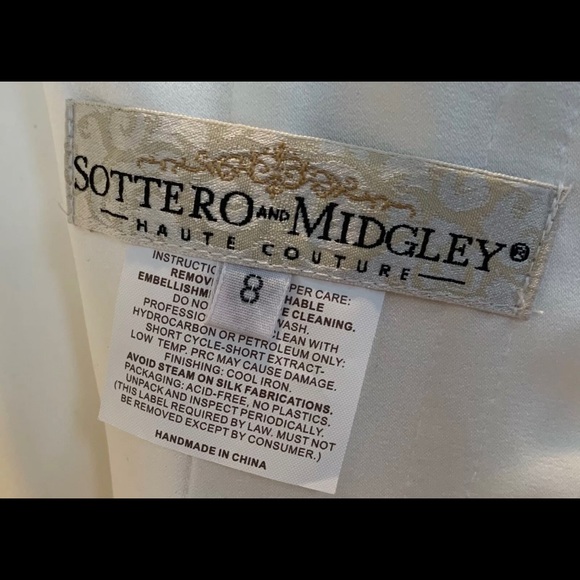 SOTTERO AND MIDGLEY®
HAUTE COUTURE
8
INSTRUCTIO PER CARE:
REMOV HABLE
EMBELLISHM E CLEANING.
DO NO WASH.
PROFESSIO LEAN WITH
HYDROCARBON OR PETROLEUM ONLY:
SHORT CYCLE-SHORT EXTRACT-
LOW TEMP. PRC MAY CAUSE DAMAGE.
FINISHING: COOL IRON.
AVOID STEAM ON SILK FABRICATIONS.
PACKAGING: ACID-FREE, NO PLASTICS.
UNPACK AND INSPECT PERIODICALLY.
(THIS LABEL REQUIRED BY LAW. MUST NOT
BE REMOVED EXCEPT BY CONSUMER.)
HANDMADE IN CHINA